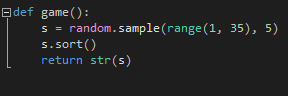 def game():
    s = random.sample(range(1, 35), 5)
    s.sort()
    return str(s)